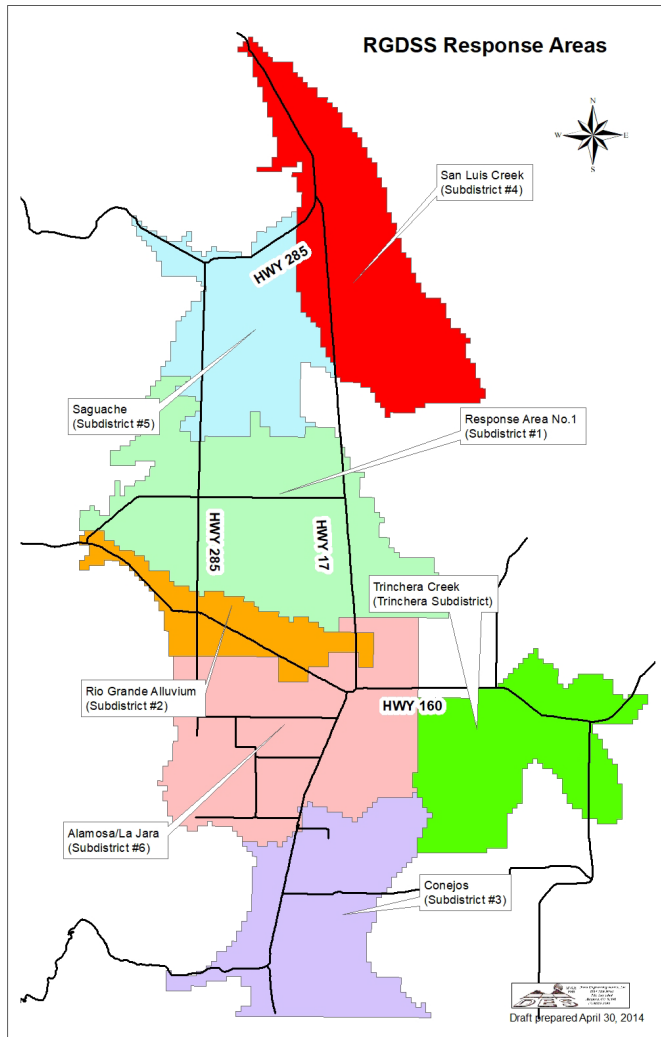 RGDSS Response Areas
N
W
E
S
San Luis Creek
(Subdistrict #4)
HWY 285
Saguache
(Subdistrict #5)
Response Area No.1
(Subdistrict #1)
HWY 285
HWY 17
Trinchera Creek
(Trinchera Subdistrict)
Rio Grande Alluvium
(Subdistrict #2)
HWY 160
Alamosa/La Jara
(Subdistrict #6)
Conejos
(Subdistrict #3)
Draft prepared April 30, 2014